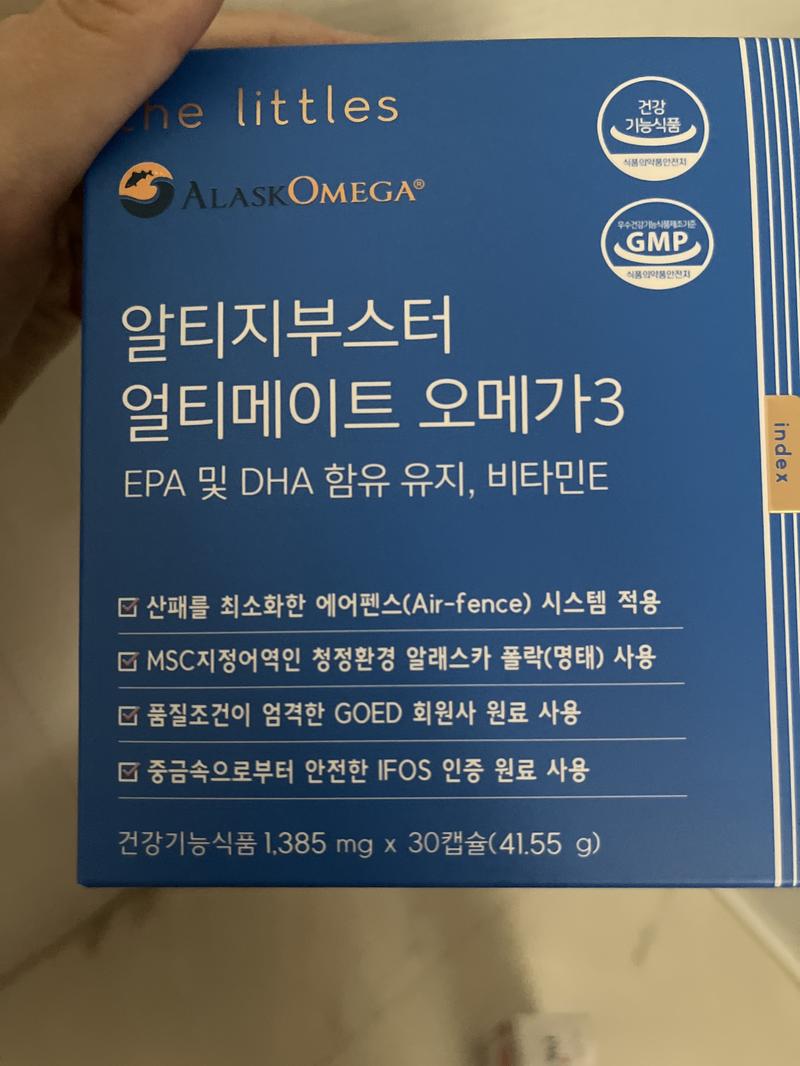 the littles
ALASKOMEGA®
건강
기능식품
식품의약품안전처
우수건강기능식품제조기준
GMP
식품의약품안전처
알티지부스터
얼티메이트 오메가3
EPA 및 DHA 함유 유지, 비타민E
index
산패를 최소화한 에어펜스(Air-fence) 시스템 적용
MSC지정어역인 청정환경 알래스카 폴락(명태) 사용
품질조건이 엄격한 GOED 회원사 원료 사용
중금속으로부터 안전한 IFOS 인증 원료 사용
건강기능식품 1,385 mg x 30캡슐(41.55 g)